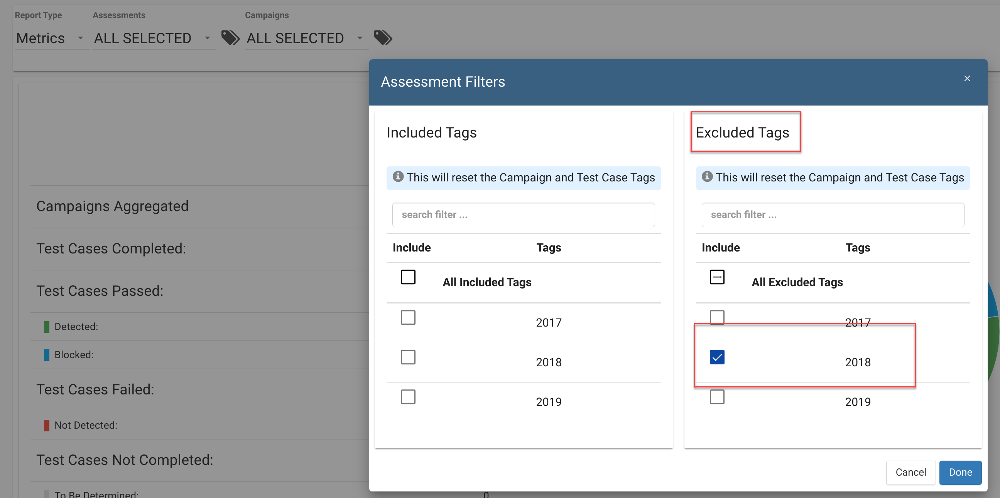 Report Type Assessments Campaigns
Metrics ALL SELECTED ALL SELECTED
Assessment Filters
Included Tags
This will reset the Campaign and Test Case Tags
search filter ...
Include Tags
All Included Tags
2017
2018
2019
Excluded Tags
This will reset the Campaign and Test Case Tags
search filter ...
Include Tags
All Excluded Tags
2017
2018
2019
Cancel Done
Campaigns Aggregated
Test Cases Completed:
Test Cases Passed:
Detected:
Blocked:
Test Cases Failed:
Not Detected:
Test Cases Not Completed:
To Be Determined: 0